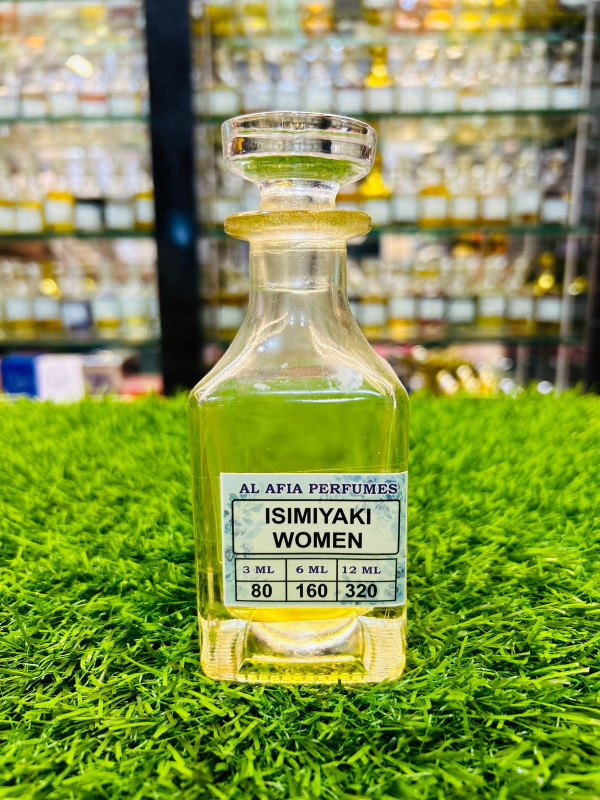 AL AFIA PERFUMES
ISIMIYAKI
WOMEN
3 ML 6 ML 12 ML
80 160 320